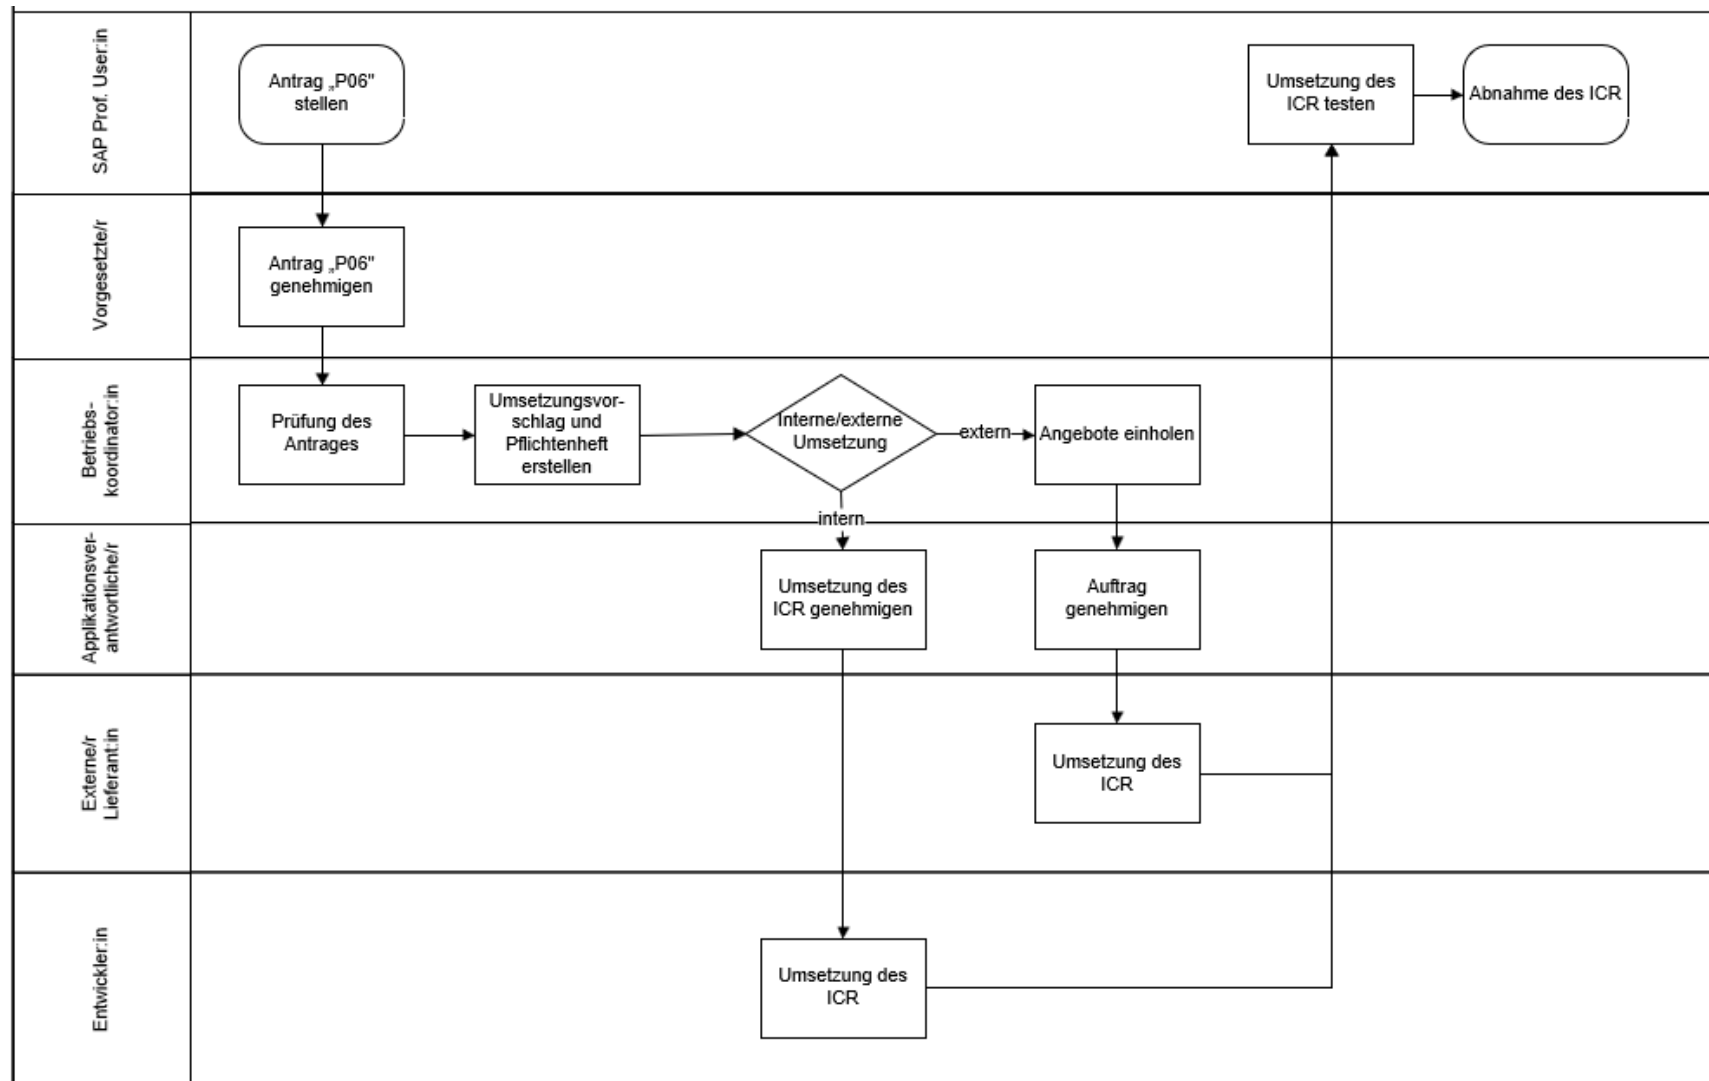 SAP Prof. User:in
Antrag „P06"
stellen
Umsetzung des
ICR testen
Abnahme des ICR
Vorgesetzte/r
Antrag „P06"
genehmigen
Betriebs-
koordinator:in
Prüfung des
Antrages
Umsetzungsvor-
schlag und
Pflichtenheft
erstellen
Interne/externe
Umsetzung
extern
Angebote einholen
intern
Applikationsver-
antwortliche/r
Umsetzung des
ICR genehmigen
Auftrag
genehmigen
Externe/r
Lieferant:in
Umsetzung des
ICR
Entwickler:in
Umsetzung des
ICR